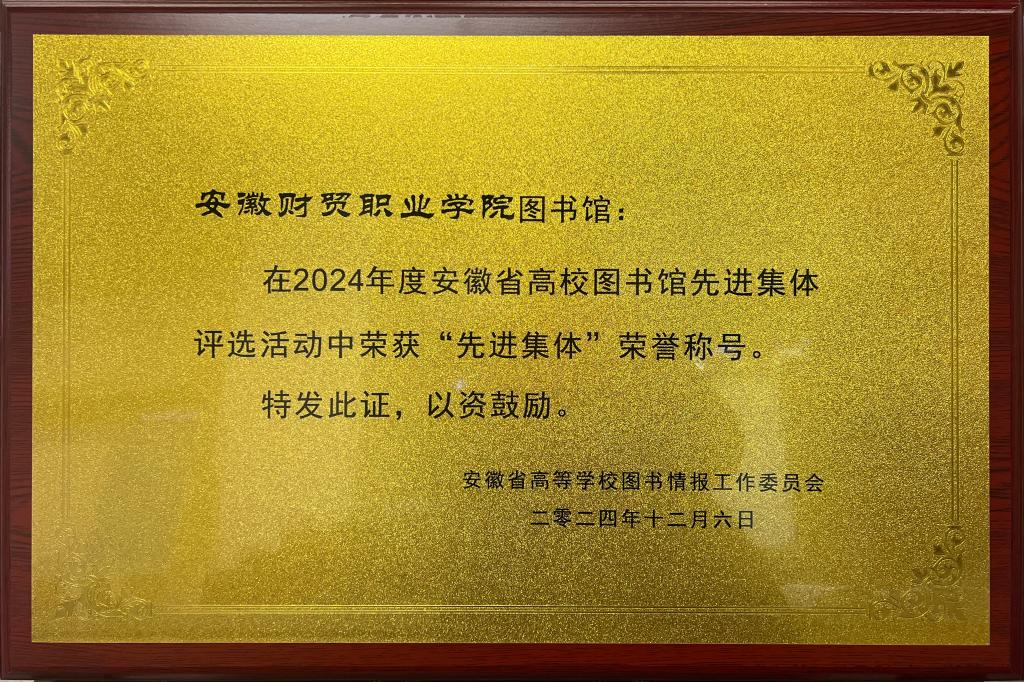 安徽财贸职业学院图书馆：
在2024年度安徽省高校图书馆先进集体
评选活动中荣获“先进集体”荣誉称号。
特发此证，以资鼓励。
安徽省高等学校图书情报工作委员会
二零二四年十二月六日